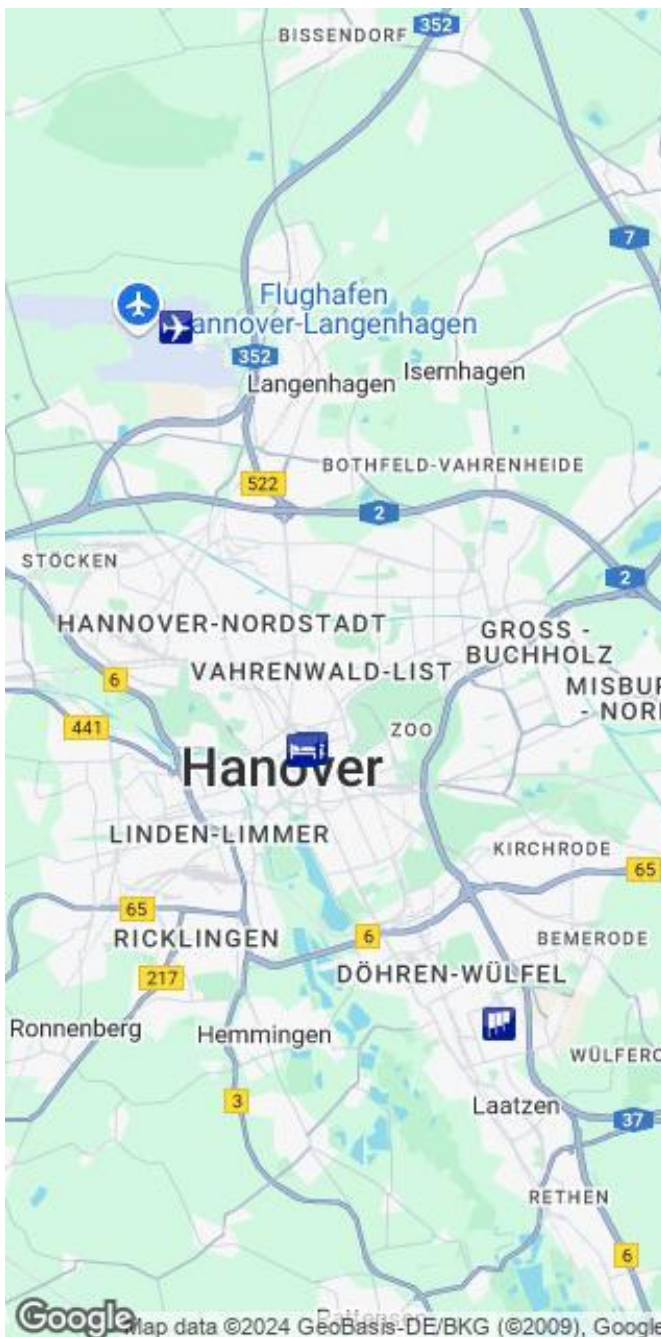 352
BISSENDORF
7
Flughafen
annover-Langenhagen
352
Langenhagen
Isernhagen
BOTHFELD-VAHRENHEIDE
522
2
STÖCKEN
2
HANNOVER-NORDSTADT
GROSS -
BUCHHOLZ
VAHRENWALD-LIST
6
MISBUR
- NORD
441
ZOO
Hanover
LINDEN-LIMMER
KIRCHRODE
65
65
6
RICKLINGEN
BEMERODE
217
DÖHREN-WÜLFEL
Ronnenberg
Hemmingen
WÜLFERO
3
Laatzen
37
RETHEN
6
Google
Map data ©2024 GeoBasis-DE/BKG (©2009), Google